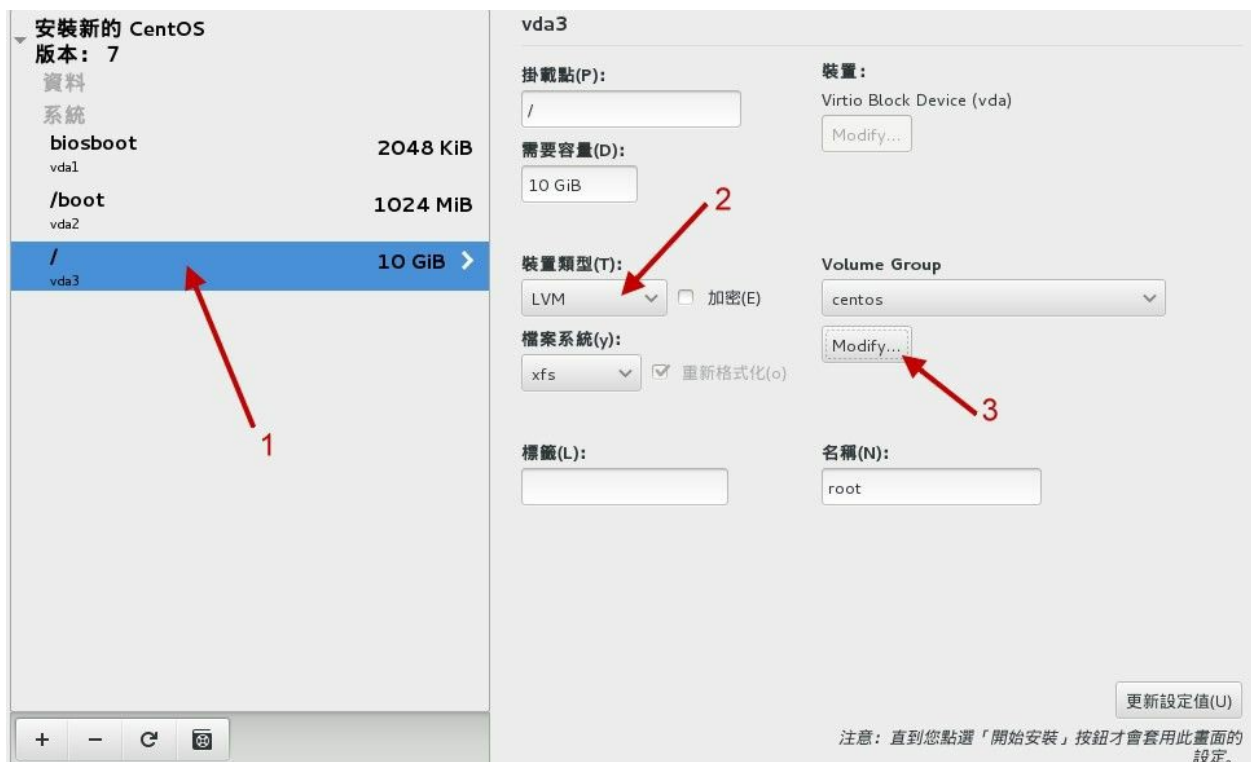 安裝新的 CentOS
版本： 7
資料
系統
biosboot 2048 KiB
vda1
/boot 1024 MiB
vda2
/ 10 GiB
vda3
1
vda3
掛載點(P):
/
裝置：
Virtio Block Device (vda)
Modify...
需要容量(D):
10 GiB
2
裝置類型(T):
LVM 加密(E)
Volume Group
centos
Modify...
3
檔案系統(y):
xfs 重新格式化(o)
標籤(L):
名稱(N):
root
更新設定值(U)
注意：直到您點選「開始安裝」按鈕才會套用此畫面的
設定。